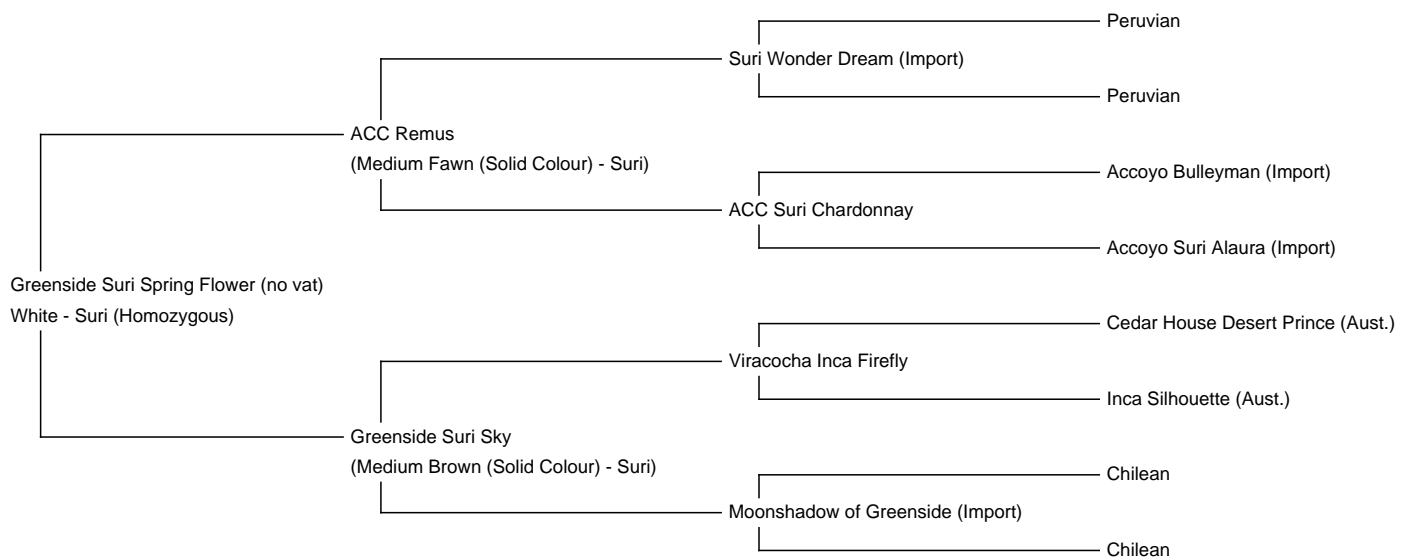 Peruvian
Suri Wonder Dream (Import)
Peruvian
ACC Remus
(Medium Fawn (Solid Colour) - Suri)
Accoyo Bulleyman (Import)
ACC Suri Chardonnay
Accoyo Suri Alaura (Import)
Greenside Suri Spring Flower (no vat)
White - Suri (Homozygous)
Cedar House Desert Prince (Aust.)
Viracocha Inca Firefly
Inca Silhouette (Aust.)
Greenside Suri Sky
(Medium Brown (Solid Colour) - Suri)
Chilean
Moonshadow of Greenside (Import)
Chilean